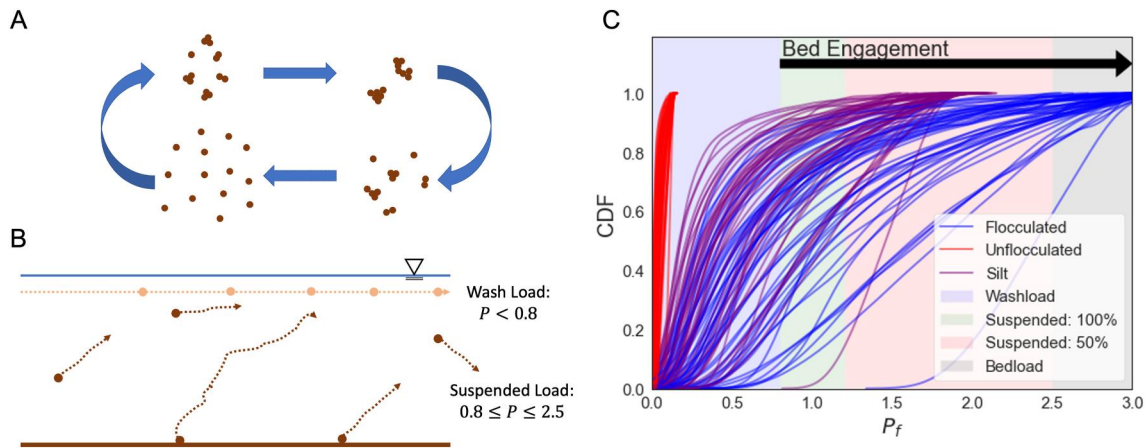 A
B
Wash Load:
P < 0.8
Suspended Load:
0.8 ≤ P ≤ 2.5
C
Bed Engagement
CDF
1.0
0.8
0.6
0.4
0.2
0.0
Flocculated
Unflocculated
Silt
Washload
Suspended: 100%
Suspended: 50%
Bedload
0.0 0.5 1.0 1.5 2.0 2.5 3.0
P_f